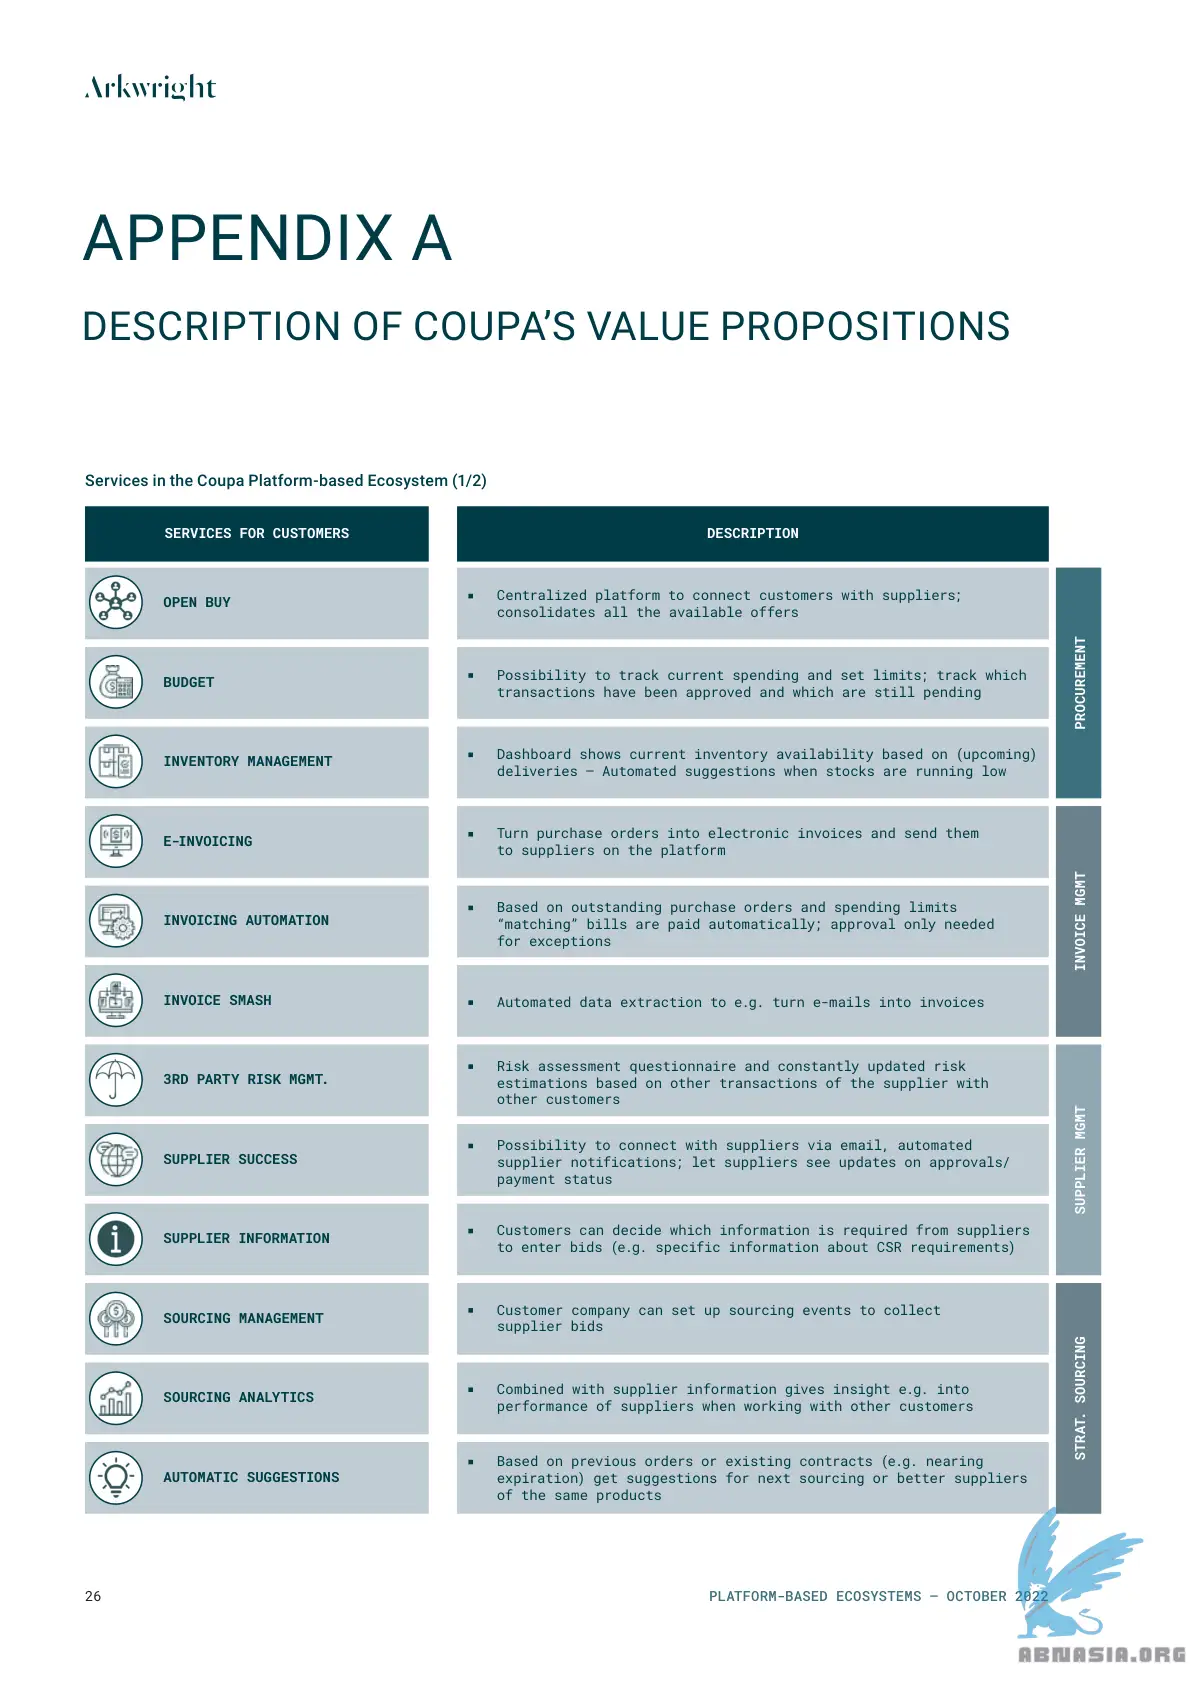 Arkwright
APPENDIX A
DESCRIPTION OF COUPA’S VALUE PROPOSITIONS
Services in the Coupa Platform-based Ecosystem (1/2)
SERVICES FOR CUSTOMERS
DESCRIPTION
OPEN BUY
▪ Centralized platform to connect customers with suppliers;
consolidates all the available offers
BUDGET
▪ Possibility to track current spending and set limits; track which
transactions have been approved and which are still pending
INVENTORY MANAGEMENT
▪ Dashboard shows current inventory availability based on (upcoming)
deliveries – Automated suggestions when stocks are running low
PROCUREMENT
E-INVOICING
▪ Turn purchase orders into electronic invoices and send them
to suppliers on the platform
INVOICING AUTOMATION
▪ Based on outstanding purchase orders and spending limits
“matching” bills are paid automatically; approval only needed
for exceptions
INVOICE SMASH
▪ Automated data extraction to e.g. turn e-mails into invoices
INVOICE MGMT
3RD PARTY RISK MGMT.
▪ Risk assessment questionnaire and constantly updated risk
estimations based on other transactions of the supplier with
other customers
SUPPLIER SUCCESS
▪ Possibility to connect with suppliers via email, automated
supplier notifications; let suppliers see updates on approvals/
payment status
SUPPLIER INFORMATION
▪ Customers can decide which information is required from suppliers
to enter bids (e.g. specific information about CSR requirements)
SUPPLIER MGMT
SOURCING MANAGEMENT
▪ Customer company can set up sourcing events to collect
supplier bids
SOURCING ANALYTICS
▪ Combined with supplier information gives insight e.g. into
performance of suppliers when working with other customers
AUTOMATIC SUGGESTIONS
▪ Based on previous orders or existing contracts (e.g. nearing
expiration) get suggestions for next sourcing or better suppliers
of the same products
STRAT. SOURCING
26
PLATFORM-BASED ECOSYSTEMS – OCTOBER 2022
ABNASIA.ORG